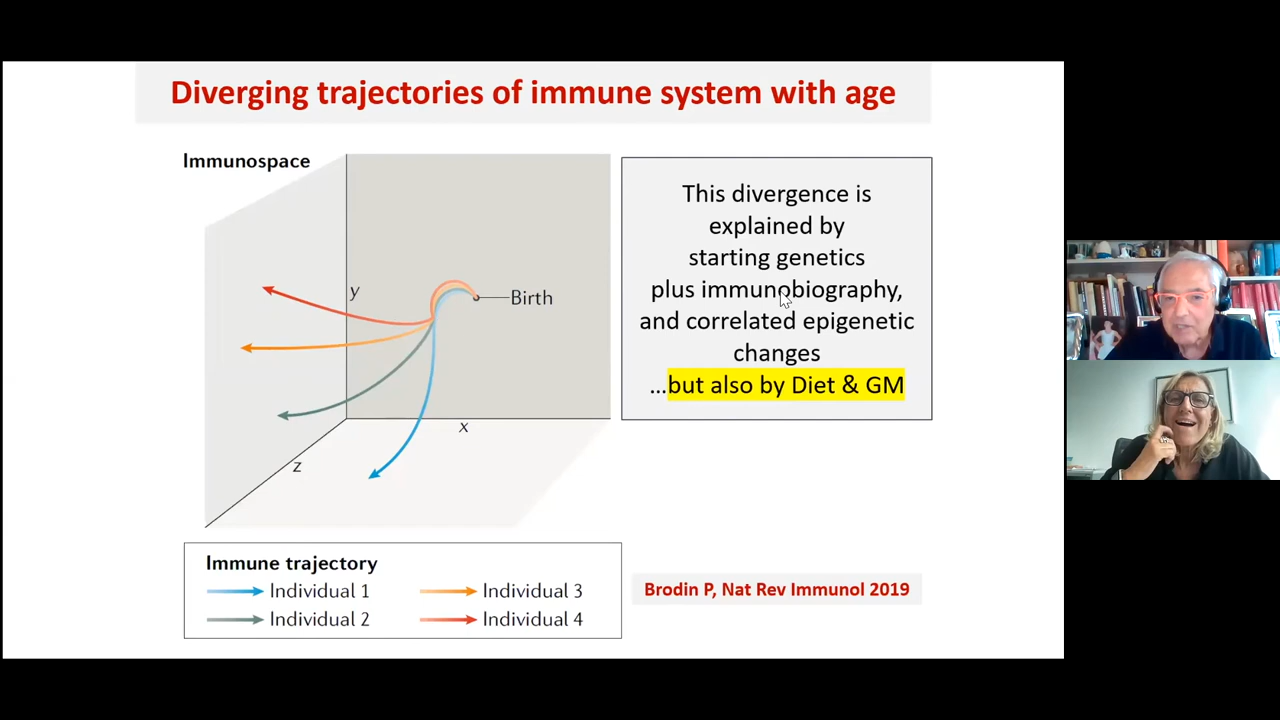 Diverging trajectories of immune system with age
Immunospace
y
Birth
x
z
This divergence is
explained by
starting genetics
plus immunobiography,
and correlated epigenetic
changes
...but also by Diet & GM
Immune trajectory
Individual 1
Individual 3
Individual 2
Individual 4
Brodin P, Nat Rev Immunol 2019